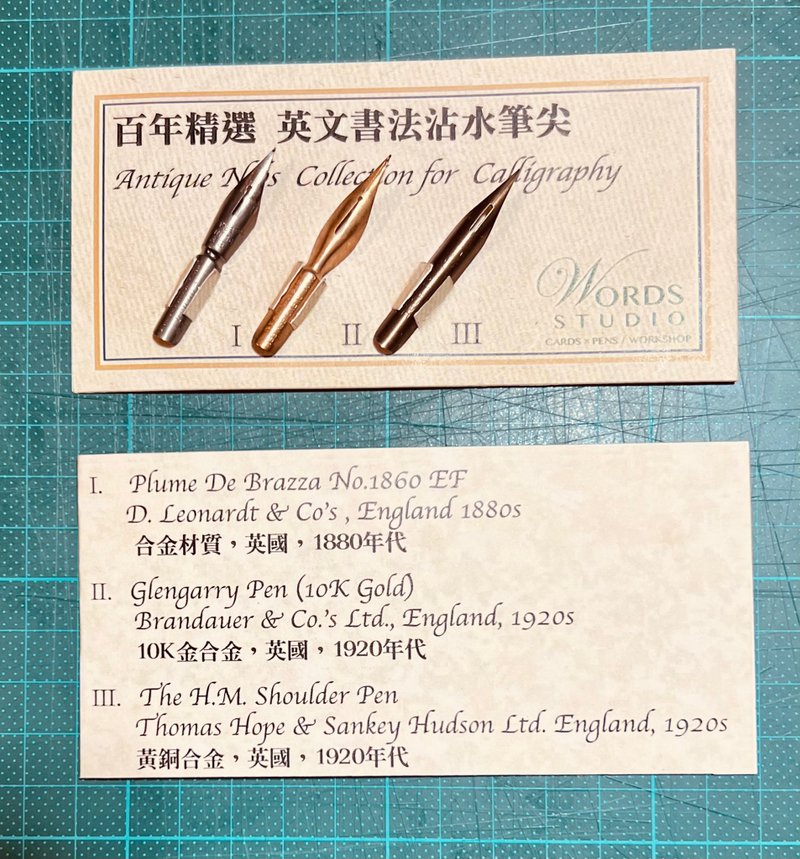 百年精選 英文書法沾水筆尖
Antique Nibs Collection for Calligraphy
I
II
III
WORDS
STUDIO
CARDS × PENS / WORKSHOP
I. Plume De Brazza No.1860 EF
D. Leonardt & Co's , England 1880s
合金材質，英國，1880年代
II. Glengarry Pen (10K Gold)
Brandauer & Co.'s Ltd., England, 1920s
10K金合金，英國，1920年代
III. The H.M. Shoulder Pen
Thomas Hope & Sankey Hudson Ltd. England, 1920s
黃銅合金，英國，1920年代